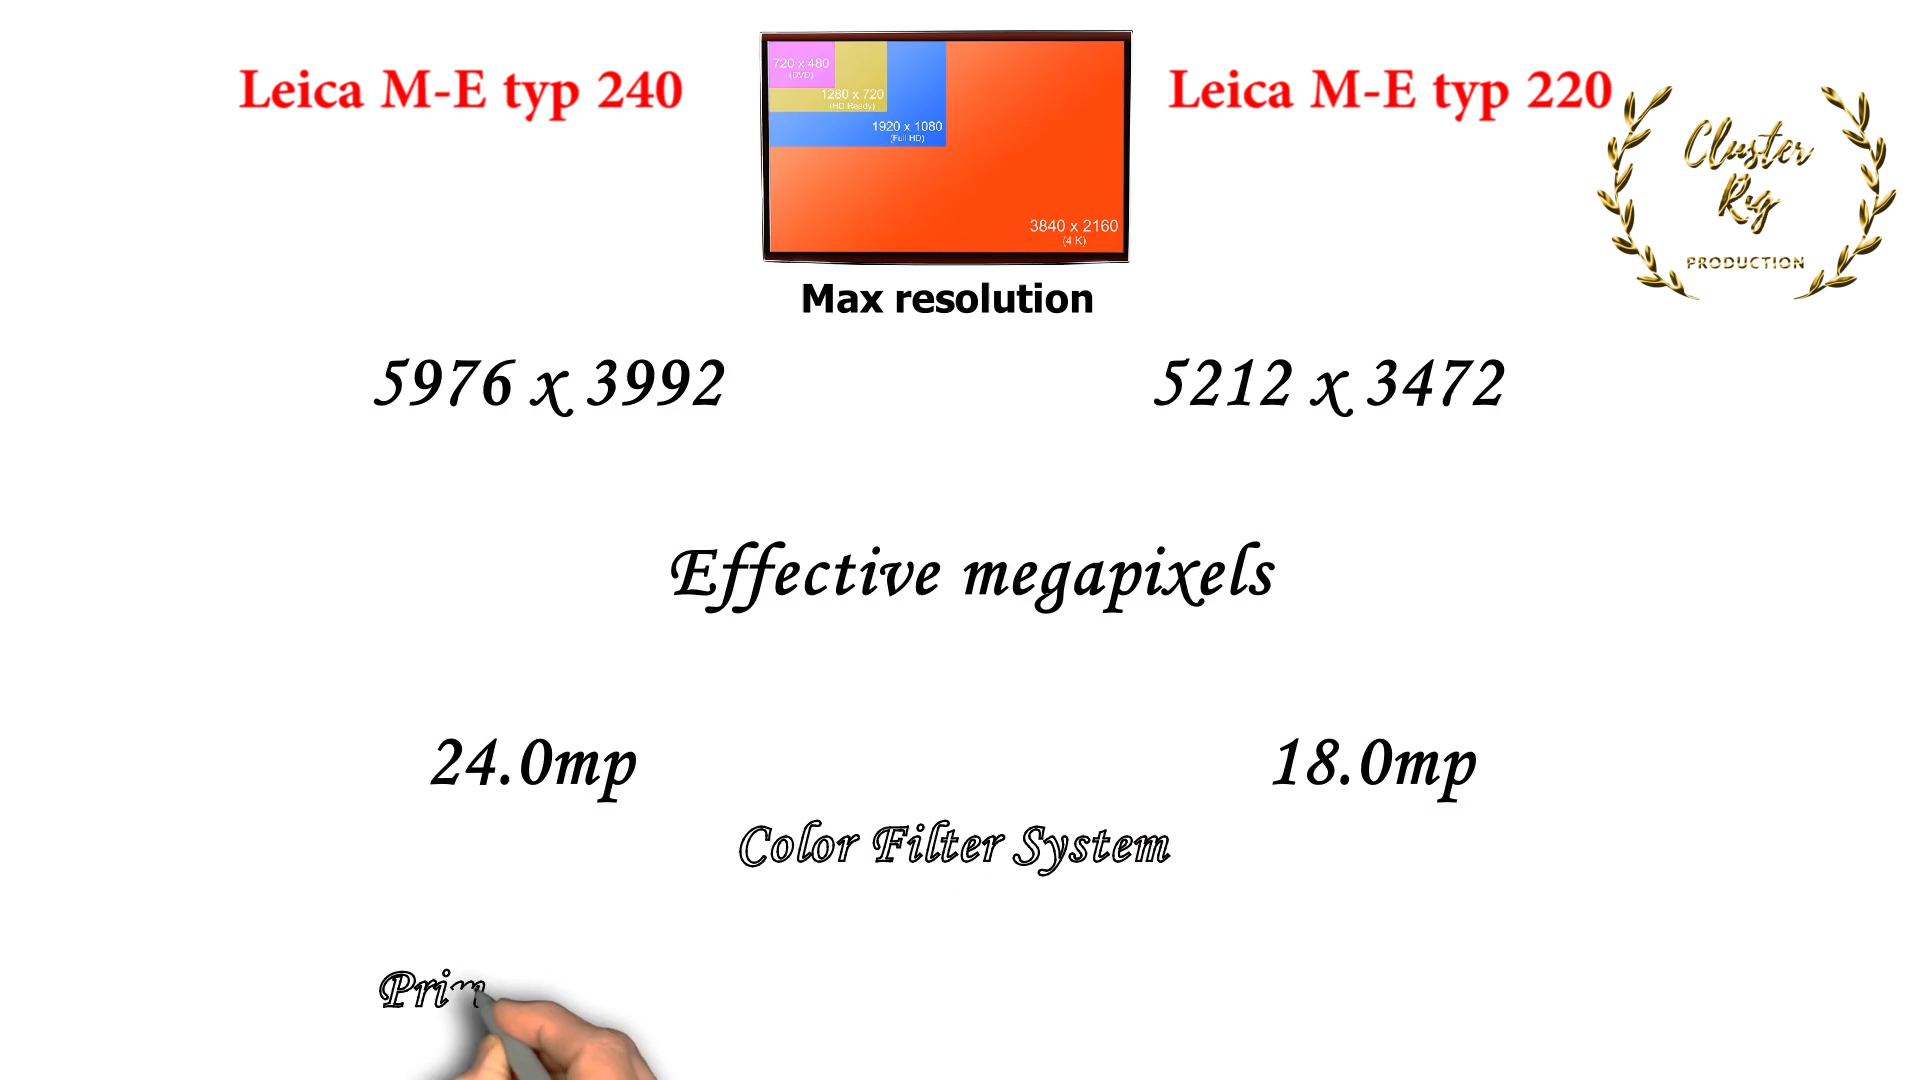 Leica M-E typ 240
Leica M-E typ 220
720 x 480
(DVD)
1280 x 720
(HD Ready)
1920 x 1080
(Full HD)
3840 x 2160
(4 K)
Cluster
Rig
PRODUCTION
Max resolution
5976 x 3992
5212 x 3472
Effective megapixels
24.0mp
18.0mp
Color Filter System
Prim